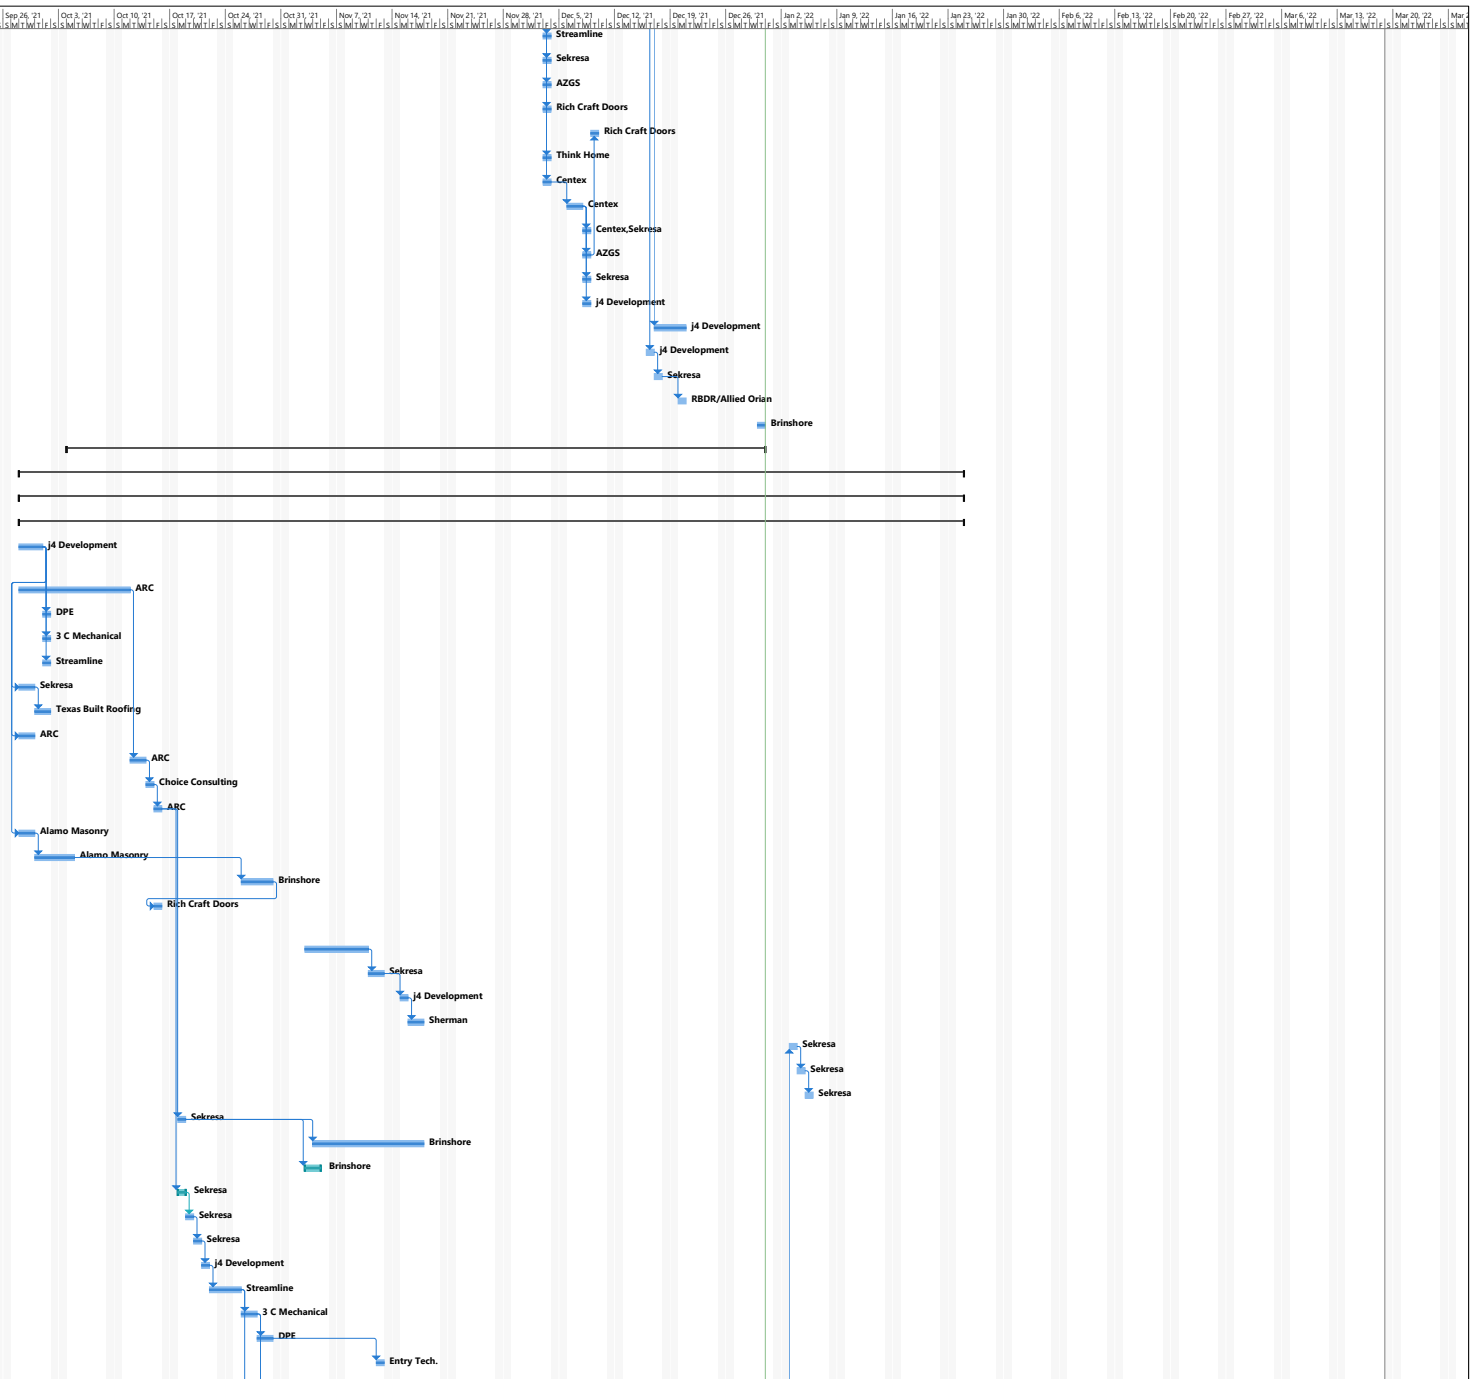 Sep 26, '21 Oct 3, '21 Oct 10, '21 Oct 17, '21 Oct 24, '21 Oct 31, '21 Nov 7, '21 Nov 14, '21 Nov 21, '21 Nov 28, '21 Dec 5, '21 Dec 12, '21 Dec 19, '21 Dec 26, '21 Jan 2, '22 Jan 9, '22 Jan 16, '22 Jan 23, '22 Jan 30, '22 Feb 6, '22 Feb 13, '22 Feb 20, '22 Feb 27, '22 Mar 6, '22 Mar 13, '22 Mar 20, '22 Mar
S S M T W T F S S M T W T F S S M T W T F S S M T W T F S S M T W T F S S M T W T F S S M T W T F S S M T W T F S S M T W T F S S M T W T F S S M T W T F S S M T W T F S S M T W T F S S M T W T F S S M T W T F S S M T W T F S S M T W T F S S M T W T F S S M T W T F S S M T W T F S S M T W T F S S M T W T F S S M T W T F S S M T W T F S S M T W T F S S M T W T F S S M
Streamline
Sekresa
AZGS
Rich Craft Doors
Rich Craft Doors
Think Home
Centex
Centex
Centex,Sekresa
AZGS
Sekresa
j4 Development
j4 Development
j4 Development
Sekresa
RBDR/Allied Orian
Brinshore
j4 Development
ARC
DPE
3 C Mechanical
Streamline
Sekresa
Texas Built Roofing
ARC
ARC
Choice Consulting
ARC
Alamo Masonry
Alamo Masonry
Brinshore
Rich Craft Doors
Sekresa
j4 Development
Sherman
Sekresa
Sekresa
Sekresa
Sekresa
Brinshore
Brinshore
Sekresa
Sekresa
Sekresa
j4 Development
Streamline
3 C Mechanical
DPE
Entry Tech.